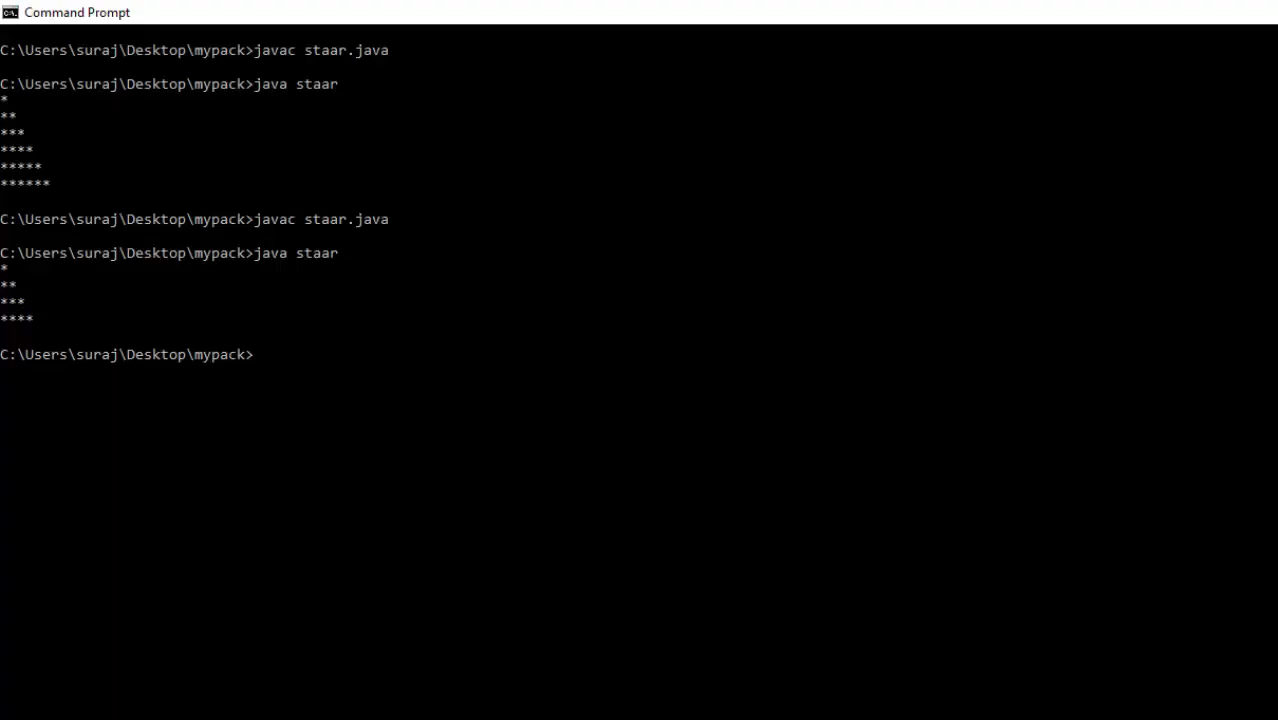 Command Prompt
C:\Users\suraj\Desktop\mypack>javac staar.java
C:\Users\suraj\Desktop\mypack>java staar
*
**
***
****
*****
******
C:\Users\suraj\Desktop\mypack>javac staar.java
C:\Users\suraj\Desktop\mypack>java staar
*
**
***
****
C:\Users\suraj\Desktop\mypack>